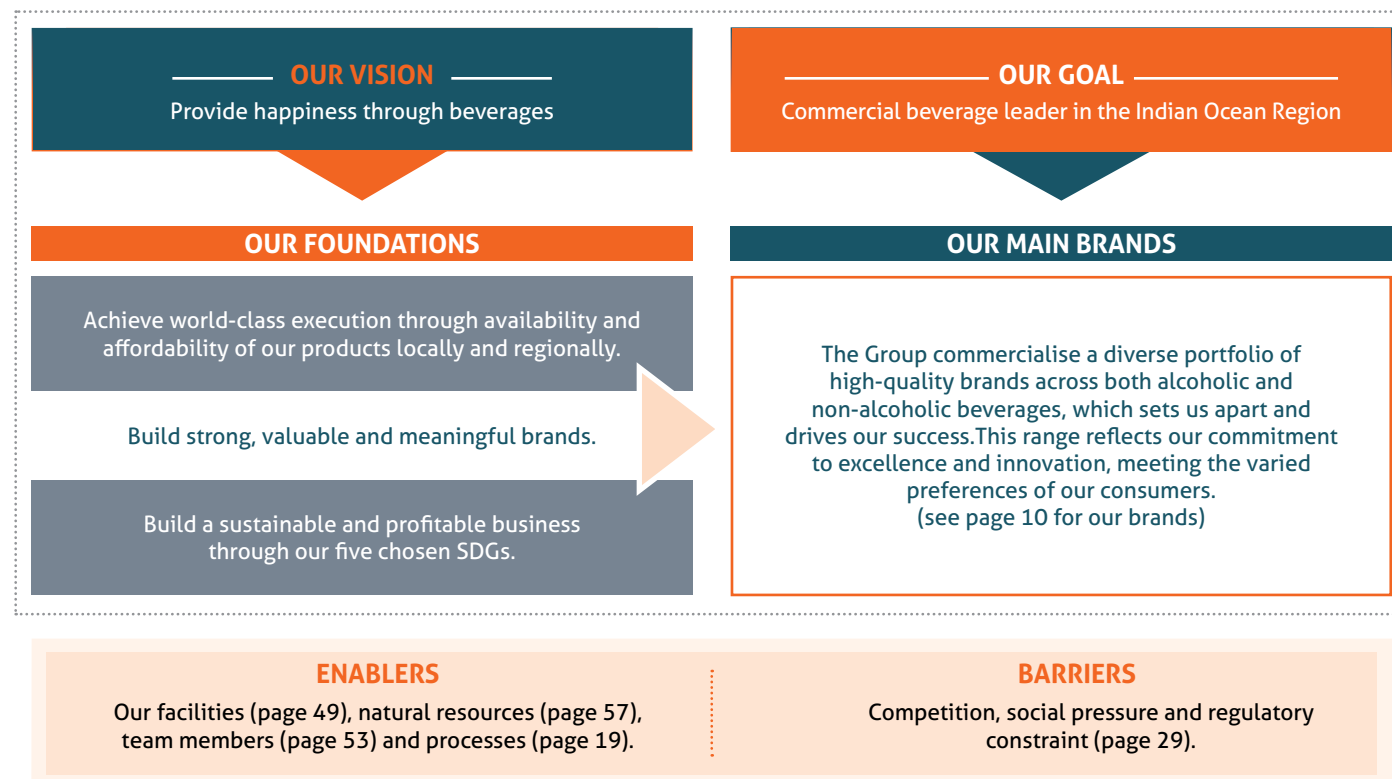 OUR VISION
Provide happiness through beverages
OUR GOAL
Commercial beverage leader in the Indian Ocean Region
OUR FOUNDATIONS
Achieve world-class execution through availability and
affordability of our products locally and regionally.
Build strong, valuable and meaningful brands.
Build a sustainable and profitable business
through our five chosen SDGs.
OUR MAIN BRANDS
The Group commercialise a diverse portfolio of
high-quality brands across both alcoholic and
non-alcoholic beverages, which sets us apart and
drives our success.This range reflects our commitment
to excellence and innovation, meeting the varied
preferences of our consumers.
(see page 10 for our brands)
ENABLERS
Our facilities (page 49), natural resources (page 57),
team members (page 53) and processes (page 19).
BARRIERS
Competition, social pressure and regulatory
constraint (page 29).